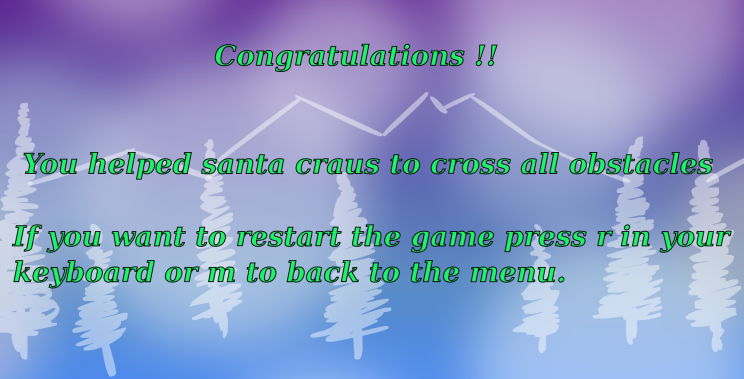 Congratulations !!
You helped santa craus to cross all obstacles
If you want to restart the game press r in your
keyboard or m to back to the menu.